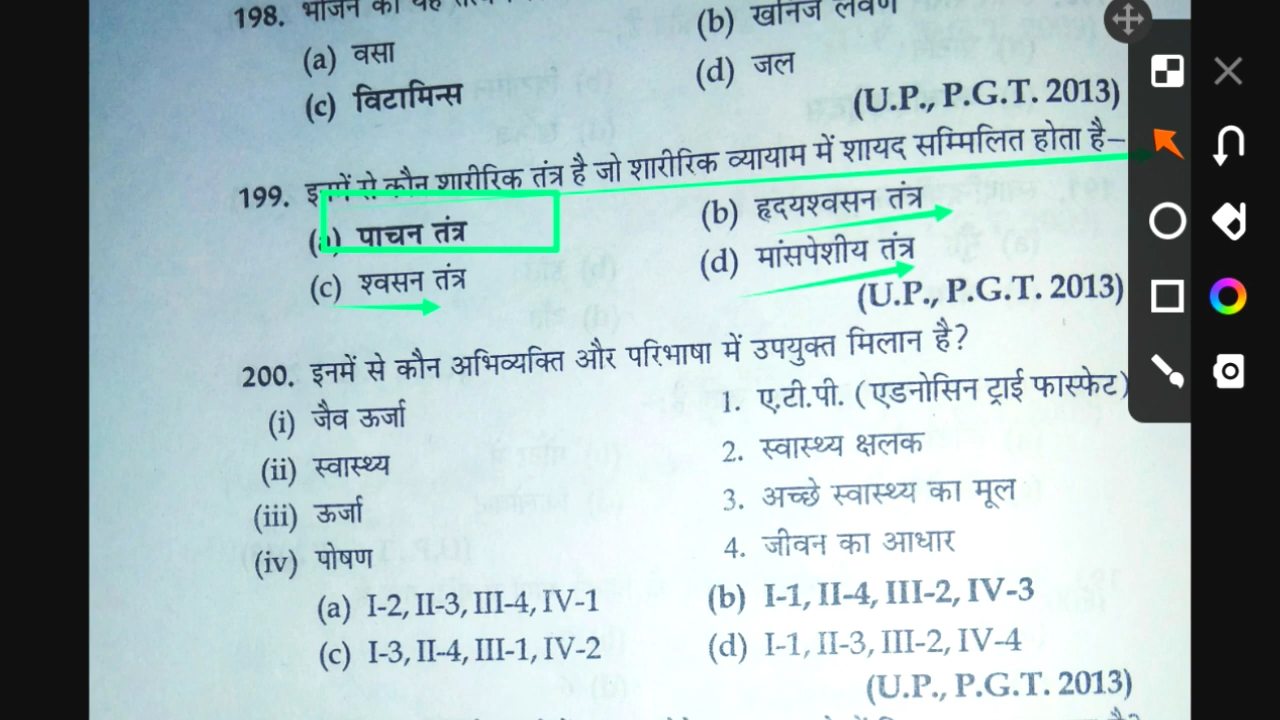 198. भोजन का यह
(b) खनिज लवण
(a) वसा
(d) जल
(c) विटामिन्स
(U.P., P.G.T. 2013)
199. इनमें से कौन शारीरिक तंत्र है जो शारीरिक व्यायाम में शायद सम्मिलित होता है–
(a) पाचन तंत्र
(b) हृदयश्वसन तंत्र
(c) श्वसन तंत्र
(d) मांसपेशीय तंत्र
(U.P., P.G.T. 2013)
200. इनमें से कौन अभिव्यक्ति और परिभाषा में उपयुक्त मिलान है?
(i) जैव ऊर्जा
1. ए.टी.पी. (एडनोसिन ट्राई फास्फेट)
(ii) स्वास्थ्य
2. स्वास्थ्य क्षलक
(iii) ऊर्जा
3. अच्छे स्वास्थ्य का मूल
(iv) पोषण
4. जीवन का आधार
(a) I-2, II-3, III-4, IV-1
(b) I-1, II-4, III-2, IV-3
(c) I-3, II-4, III-1, IV-2
(d) I-1, II-3, III-2, IV-4
(U.P., P.G.T. 2013)